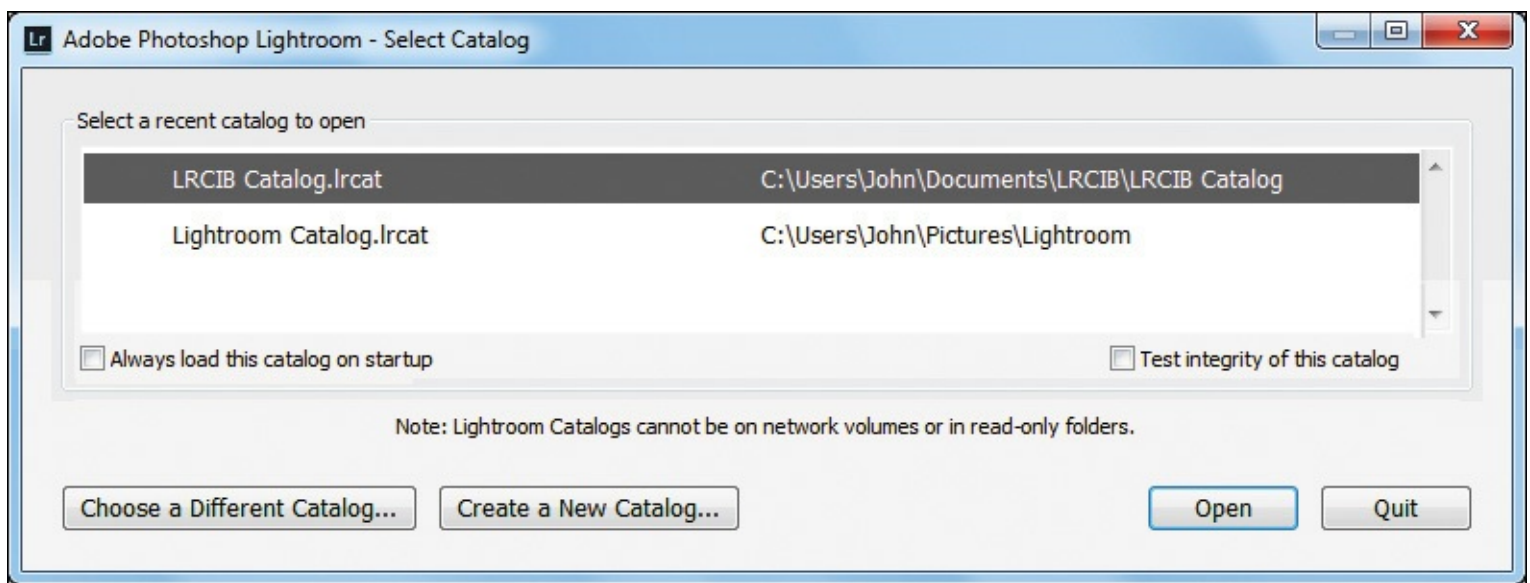 Lr Adobe Photoshop Lightroom - Select Catalog
Select a recent catalog to open
LRCIB Catalog.lrcat C:\Users\John\Documents\LRCIB\LRCIB Catalog
Lightroom Catalog.lrcat C:\Users\John\Pictures\Lightroom
Always load this catalog on startup Test integrity of this catalog
Note: Lightroom Catalogs cannot be on network volumes or in read-only folders.
Choose a Different Catalog... Create a New Catalog... Open Quit